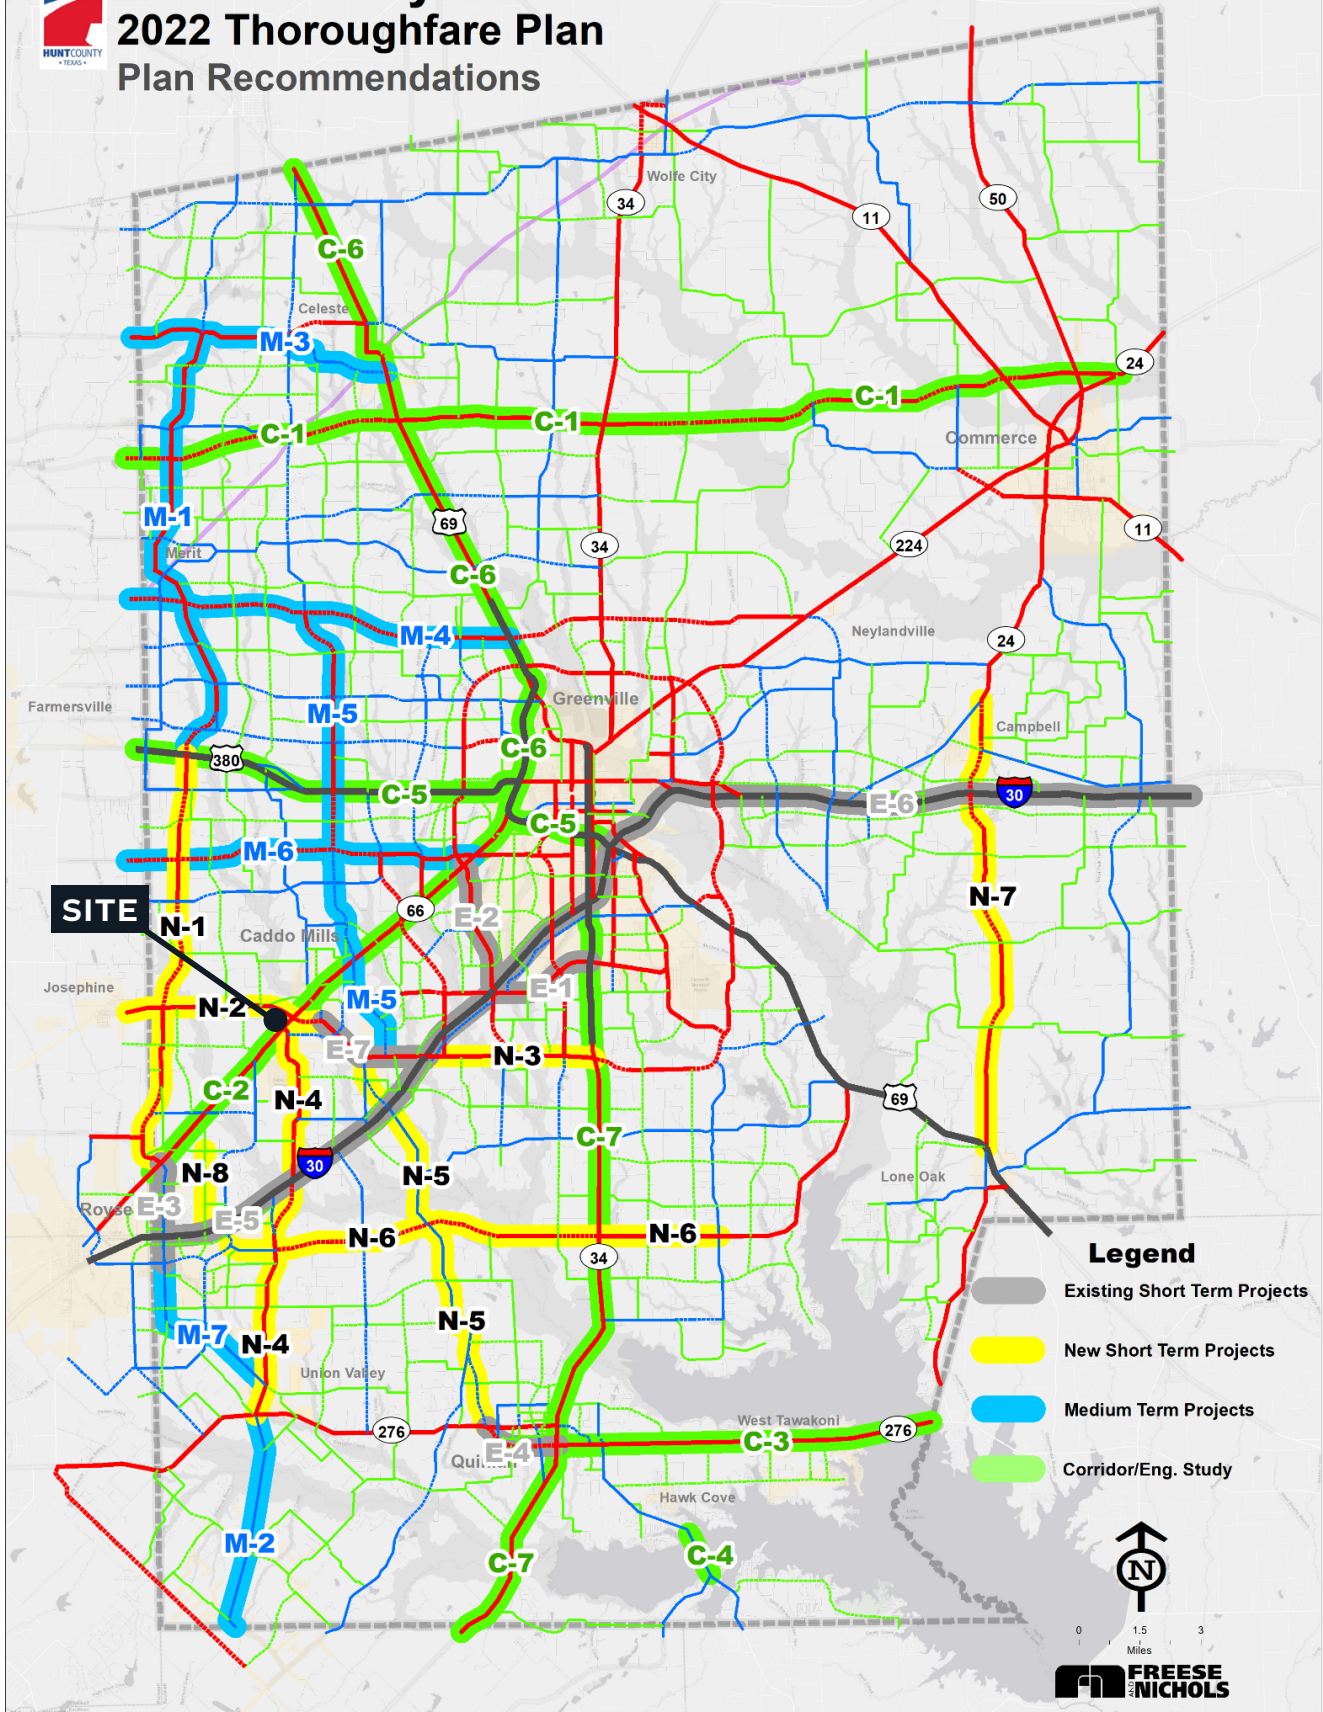 HUNTCOUNTY
• TEXAS •
2022 Thoroughfare Plan
Plan Recommendations
Wolfe City
34
11
50
C-6
Celeste
M-3
24
C-1
C-1
C-1
Commerce
M-1
69
34
11
224
Merit
C-6
M-4
Neylandville
24
Farmersville
Greenville
M-5
Campbell
C-6
380
C-5
30
E-6
C-5
M-6
SITE
N-7
66
E-2
N-1
Caddo Mills
Josephine
E-1
M-5
N-2
E-7
N-3
C-2
N-4
69
C-7
30
N-8
N-5
Lone Oak
Royse
E-3
E-5
N-6
N-6
34
Legend
Existing Short Term Projects
N-5
M-7
N-4
New Short Term Projects
Union Valley
Medium Term Projects
West Tawakoni
276
276
C-3
E-4
Corridor/Eng. Study
Hawk Cove
M-2
C-4
C-7
N
0 1.5 3
Miles
FREESE
AND
NICHOLS